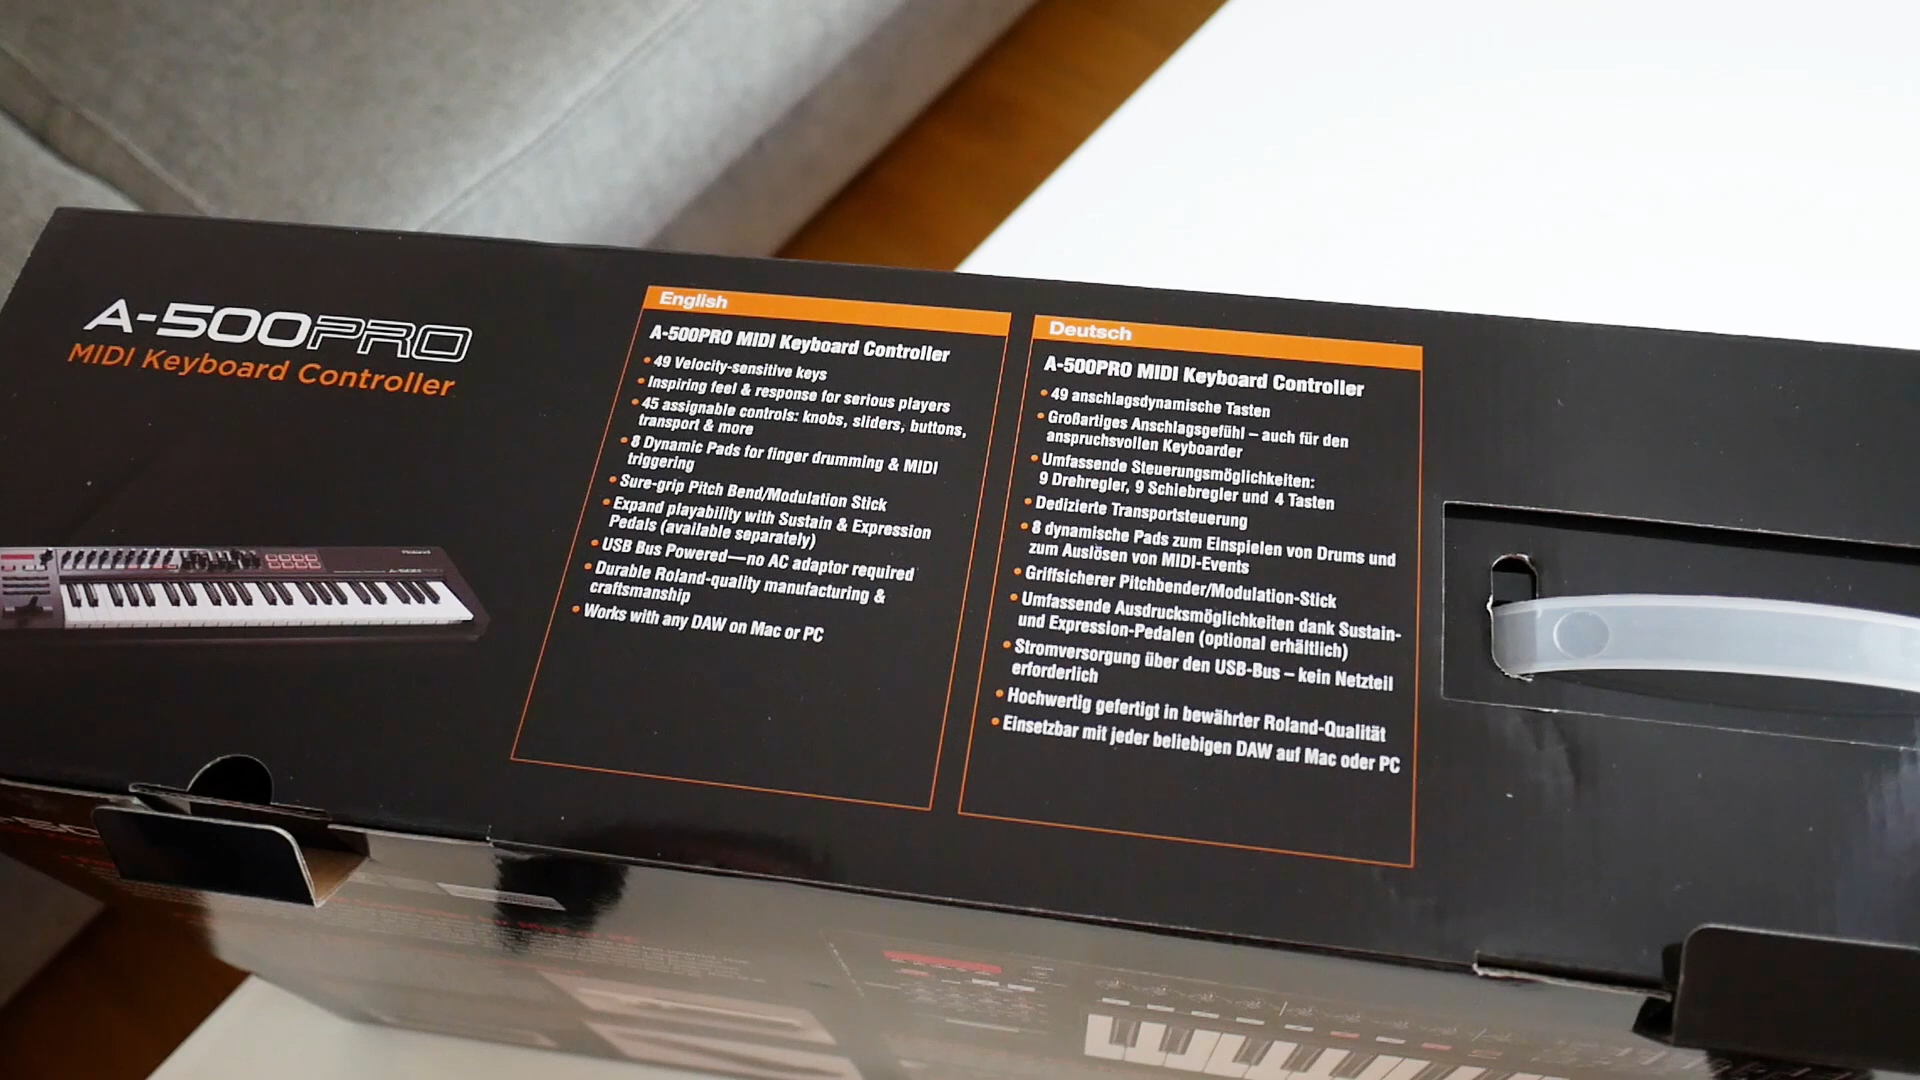 A-500PRO
MIDI Keyboard Controller
Roland
English
A-500PRO MIDI Keyboard Controller
• 49 Velocity-sensitive keys
• Inspiring feel & response for serious players
• 45 assignable controls: knobs, sliders, buttons,
transport & more
• 8 Dynamic Pads for finger drumming & MIDI
triggering
• Sure-grip Pitch Bend/Modulation Stick
• Expand playability with Sustain & Expression
Pedals (available separately)
• USB Bus Powered—no AC adaptor required
• Durable Roland-quality manufacturing &
craftsmanship
• Works with any DAW on Mac or PC
Deutsch
A-500PRO MIDI Keyboard Controller
• 49 anschlagsdynamische Tasten
• Großartiges Anschlagsgefühl – auch für den
anspruchsvollen Keyboarder
• Umfassende Steuerungsmöglichkeiten:
9 Drehregler, 9 Schiebregler und 4 Tasten
• Dedizierte Transportsteuerung
• 8 dynamische Pads zum Einspielen von Drums und
zum Auslösen von MIDI-Events
• Griffsicherer Pitchbender/Modulation-Stick
• Umfassende Ausdrucksmöglichkeiten dank Sustain-
und Expression-Pedalen (optional erhältlich)
• Stromversorgung über den USB-Bus – kein Netzteil
erforderlich
• Hochwertig gefertigt in bewährter Roland-Qualität
• Einsetzbar mit jeder beliebigen DAW auf Mac oder PC